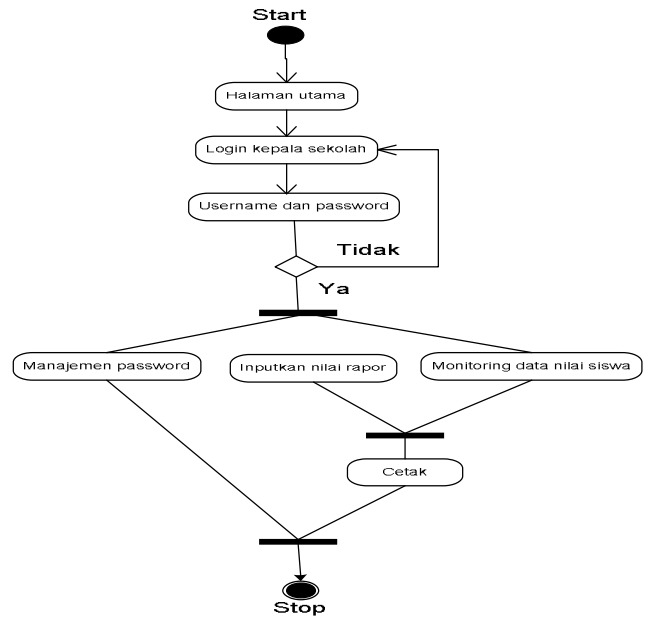 Start
Halaman utama
Login kepala sekolah
Username dan password
Tidak
Ya
Manajemen password
Inputkan nilai rapor
Monitoring data nilai siswa
Cetak
Stop